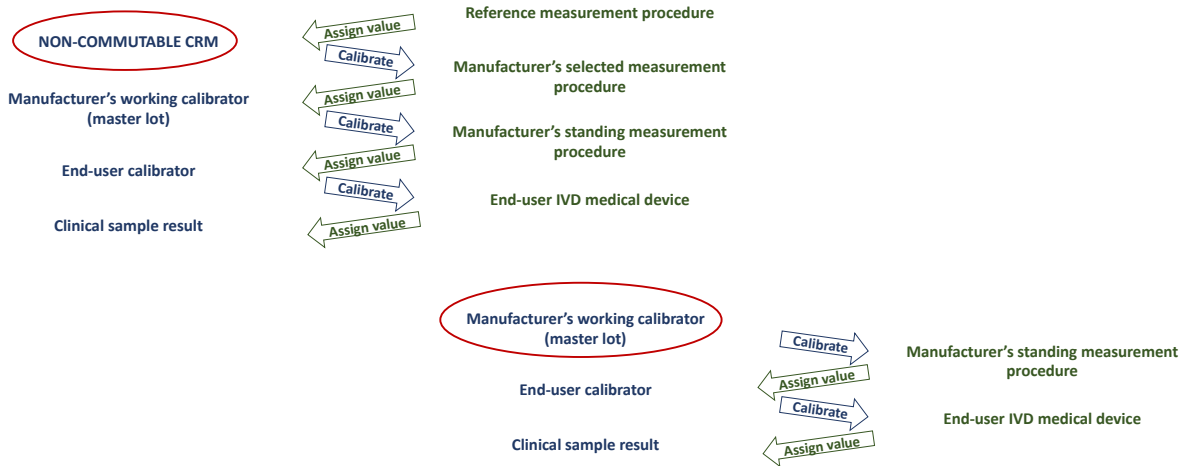 Reference measurement procedure
Assign value
NON-COMMUTABLE CRM
Calibrate
Manufacturer's selected measurement
procedure
Assign value
Manufacturer's working calibrator
(master lot)
Calibrate
Manufacturer's standing measurement
procedure
Assign value
End-user calibrator
Calibrate
End-user IVD medical device
Assign value
Clinical sample result
Manufacturer's working calibrator
(master lot)
Calibrate
Manufacturer's standing measurement
procedure
Assign value
End-user calibrator
Calibrate
End-user IVD medical device
Assign value
Clinical sample result